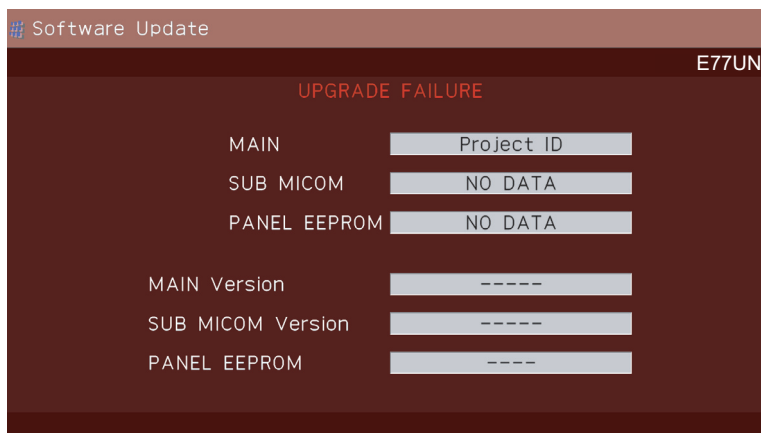 Software Update
E77UN
UPGRADE FAILURE
MAIN Project ID
SUB MICOM NO DATA
PANEL EEPROM NO DATA
MAIN Version -----
SUB MICOM Version -----
PANEL EEPROM ----